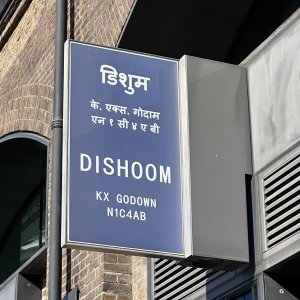 डिशुम
के. एक्स. गोदाम
एन १ सी ४ ए बी
DISHOOM
KX GODOWN
N1C4AB